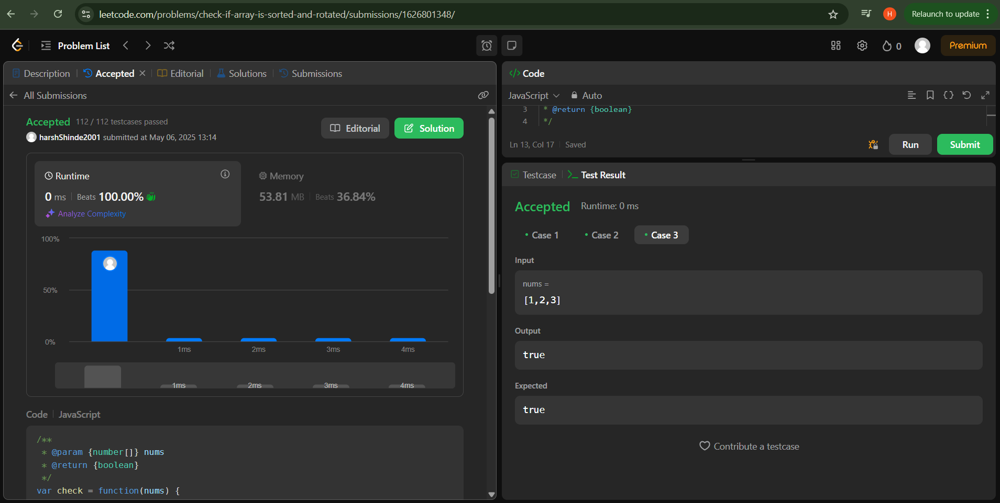 leetcode.com/problems/check-if-array-is-sorted-and-rotated/submissions/1626801348/
H
Relaunch to update
Problem List
0
Premium
Description
Accepted
Editorial
Solutions
Submissions
All Submissions
Accepted 112 / 112 testcases passed
harshShinde2001 submitted at May 06, 2025 13:14
Editorial
Solution
Runtime
0 ms | Beats 100.00%
Analyze Complexity
Memory
53.81 MB | Beats 36.84%
100%
50%
0%
1ms 2ms 3ms 4ms
1ms 2ms 3ms 4ms
Code | JavaScript
/**
* @param {number[]} nums
* @return {boolean}
*/
var check = function(nums) {
</> Code
JavaScript
Auto
3 * @return {boolean}
4 */
Ln 13, Col 17 | Saved
Run
Submit
Testcase
>_ Test Result
Accepted Runtime: 0 ms
• Case 1 • Case 2 • Case 3
Input
nums =
[1,2,3]
Output
true
Expected
true
Contribute a testcase